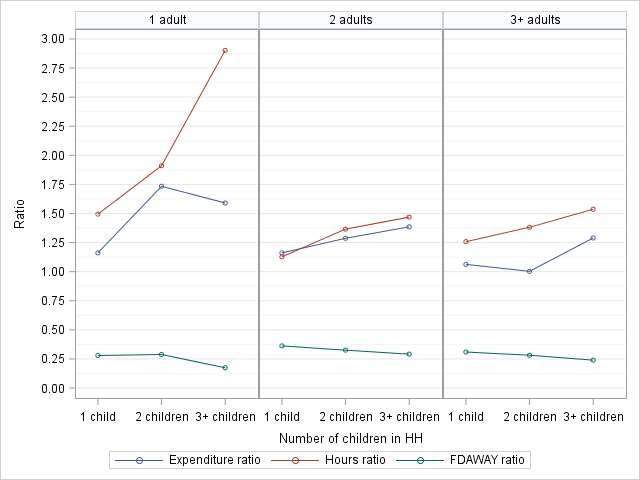 1 adult 2 adults 3+ adults
3.00
2.75
2.50
2.25
2.00
1.75
1.50
1.25
1.00
0.75
0.50
0.25
0.00
Ratio
1 child 2 children 3+ children 1 child 2 children 3+ children 1 child 2 children 3+ children
Number of children in HH
Expenditure ratio Hours ratio FDAWAY ratio